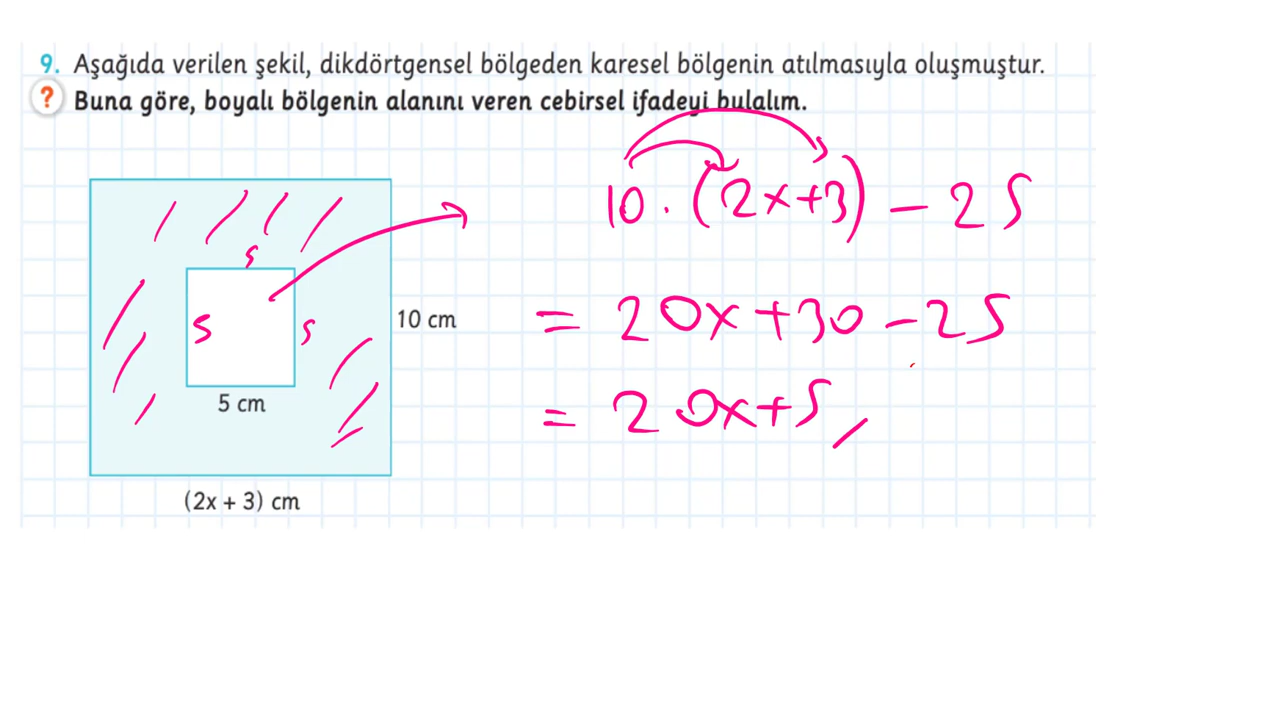 9. Aşağıda verilen şekil, dikdörtgensel bölgeden karesel bölgenin atılmasıyla oluşmuştur.
? Buna göre, boyalı bölgenin alanını veren cebirsel ifadeyi bulalım.
10.(2x+3) - 25
5
5 5
10 cm
= 20x+30-25
5 cm
= 20x+5
(2x + 3) cm